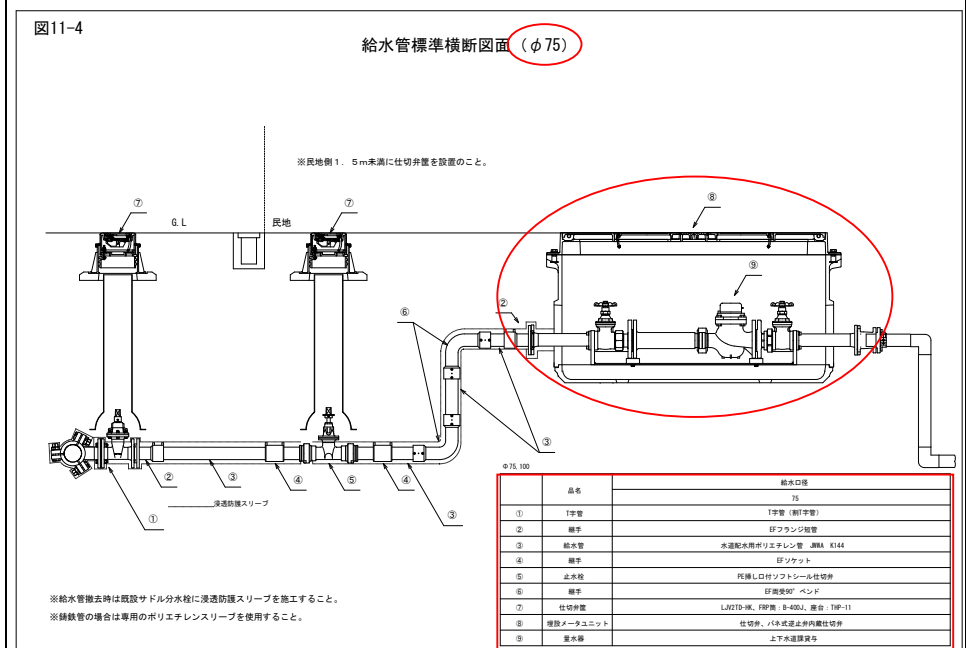 図11-4
給水管標準横断図面(φ75)
※民地側1.5m未満に仕切弁筐を設置のこと。
⑦
G.L
民地
⑦
⑧
⑨
②
⑥
③
②
③
④
⑤
④
③
①
浸透防護スリーブ
※給水管撤去時は既設サドル分水栓に浸透防護スリーブを施工すること。
※鋳鉄管の場合は専用のポリエチレンスリーブを使用すること。
Φ75,100
品名 給水口径
75
① T字管 T字管(割T字管)
② 継手 EFフランジ短管
③ 給水管 水道配水用ポリエチレン管 JWWA K144
④ 継手 EFソケット
⑤ 止水栓 PE挿し口付ソフトシール仕切弁
⑥ 継手 EF両受90°ベンド
⑦ 仕切弁筐 LJV2TD-HK、FRP筒:B-400J、座台:THP-11
⑧ 埋設メータユニット 仕切弁、バネ式逆止弁内蔵仕切弁
⑨ 量水器 上下水道課貸与